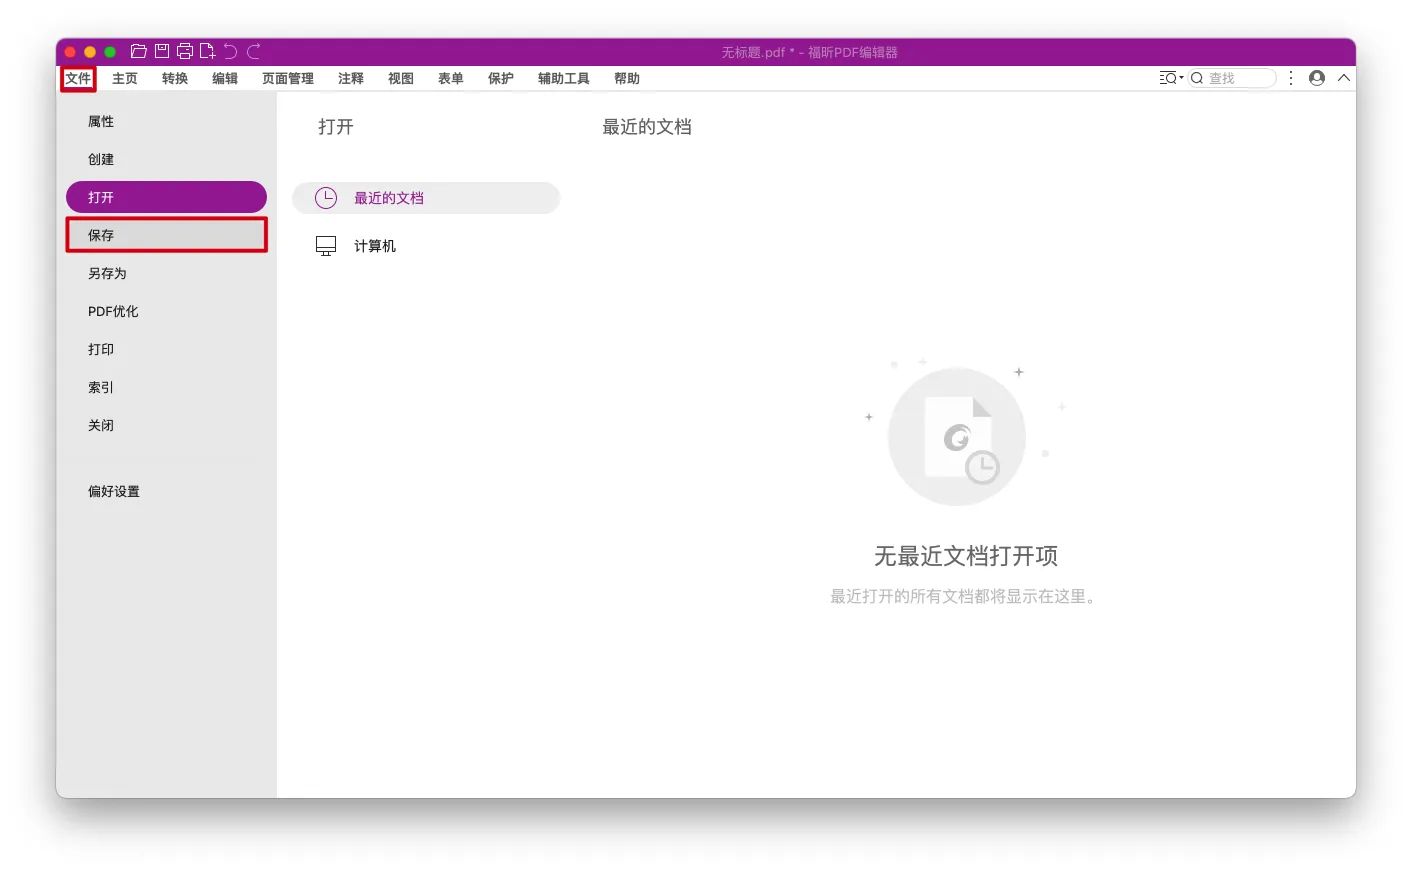 无标题.pdf * - 福昕PDF编辑器
文件 主页 转换 编辑 页面管理 注释 视图 表单 保护 辅助工具 帮助 查找
属性
创建
打开
保存
另存为
PDF优化
打印
索引
关闭
偏好设置
打开
最近的文档
计算机
最近的文档
无最近文档打开项
最近打开的所有文档都将显示在这里。